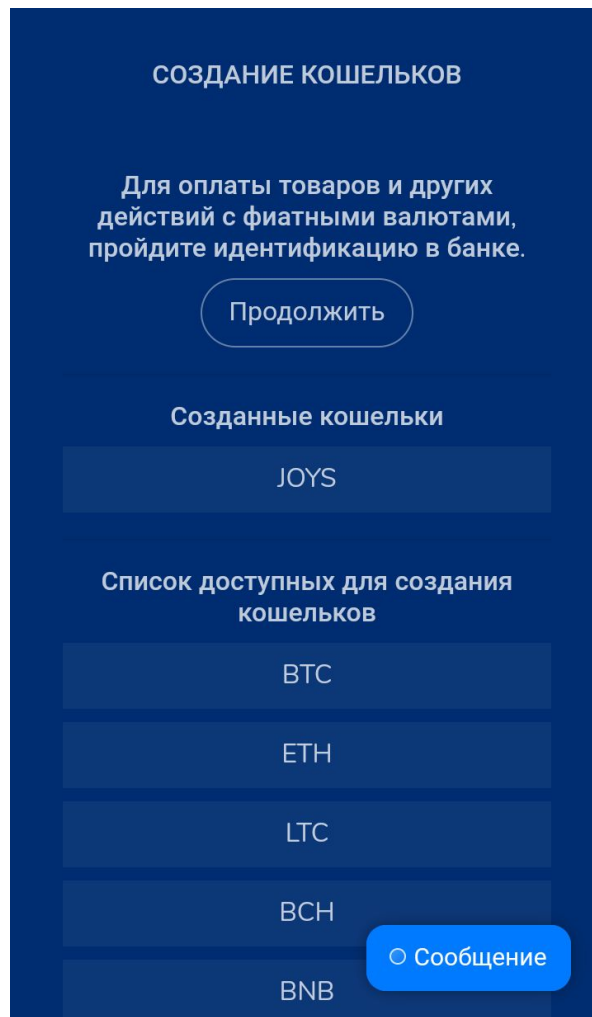 СОЗДАНИЕ КОШЕЛЬКОВ
Для оплаты товаров и других
действий с фиатными валютами,
пройдите идентификацию в банке.
Продолжить
Созданные кошельки
JOYS
Список доступных для создания
кошельков
BTC
ETH
LTC
BCH
Сообщение
BNB